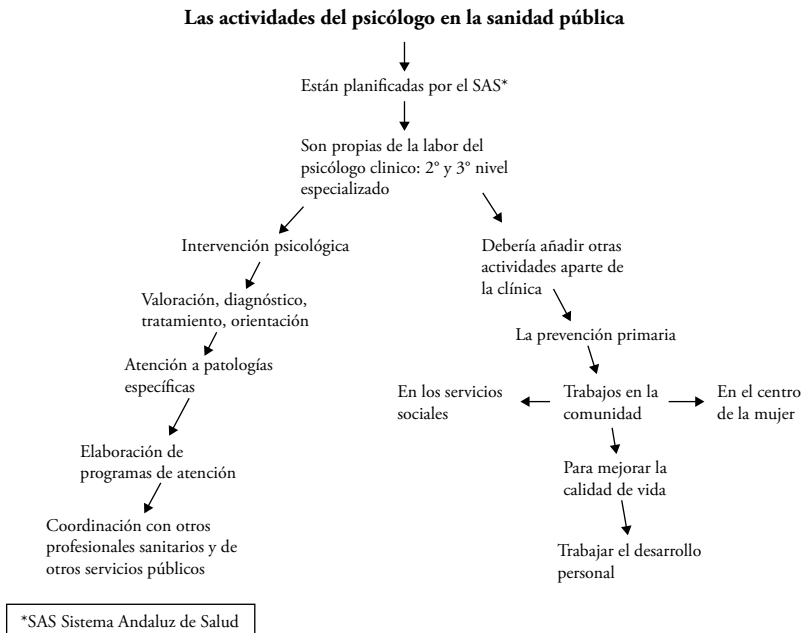 Las actividades del psicólogo en la sanidad pública
Están planificadas por el SAS*
Son propias de la labor del
psicólogo clinico: 2° y 3° nivel
especializado
Intervención psicológica
Valoración, diagnóstico,
tratamiento, orientación
Atención a patologías
específicas
Elaboración de
programas de atención
Coordinación con otros
profesionales sanitarios y de
otros servicios públicos
Debería añadir otras
actividades aparte de
la clínica
La prevención primaria
En los servicios
sociales
Trabajos en la
comunidad
En el centro
de la mujer
Para mejorar la
calidad de vida
Trabajar el desarrollo
personal
*SAS Sistema Andaluz de Salud